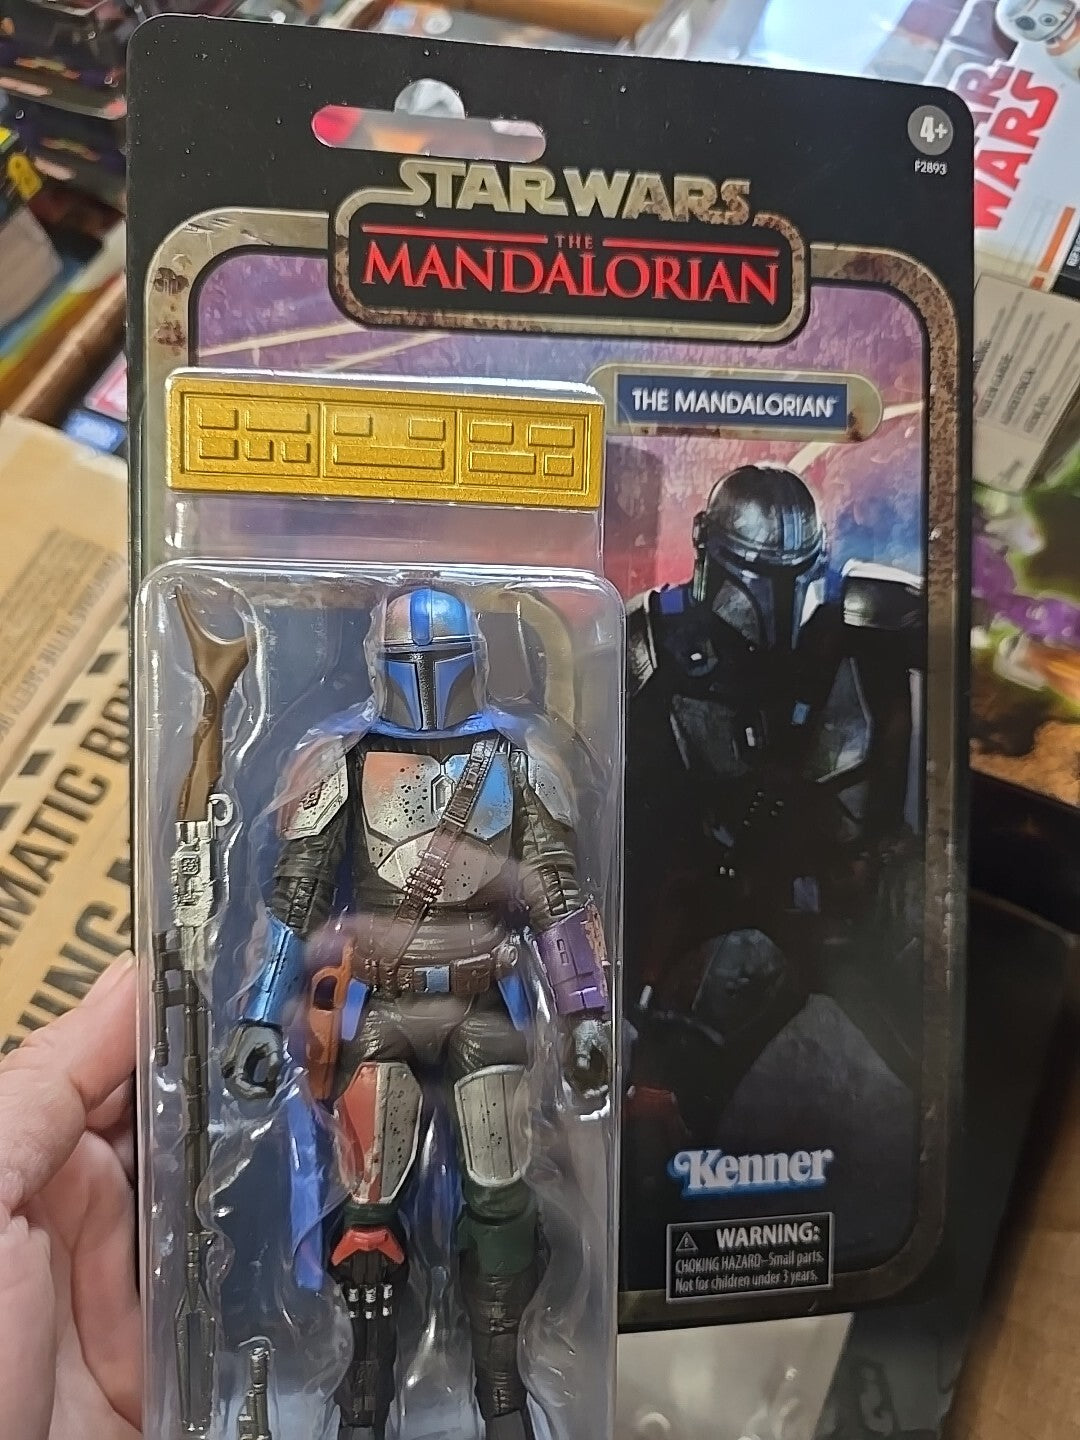 4+
F2893
STAR WARS
THE
MANDALORIAN
THE MANDALORIAN
Kenner
WARNING:
CHOKING HAZARD–Small parts.
Not for children under 3 years.
WARS